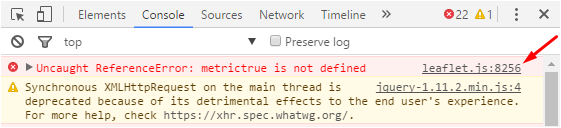 Elements Console Sources Network Timeline » 22 1
top Preserve log
Uncaught ReferenceError: metrictrue is not defined leaflet.js:8256
Synchronous XMLHttpRequest on the main thread is jquery-1.11.2.min.js:4
deprecated because of its detrimental effects to the end user's experience.
For more help, check https://xhr.spec.whatwg.org/.